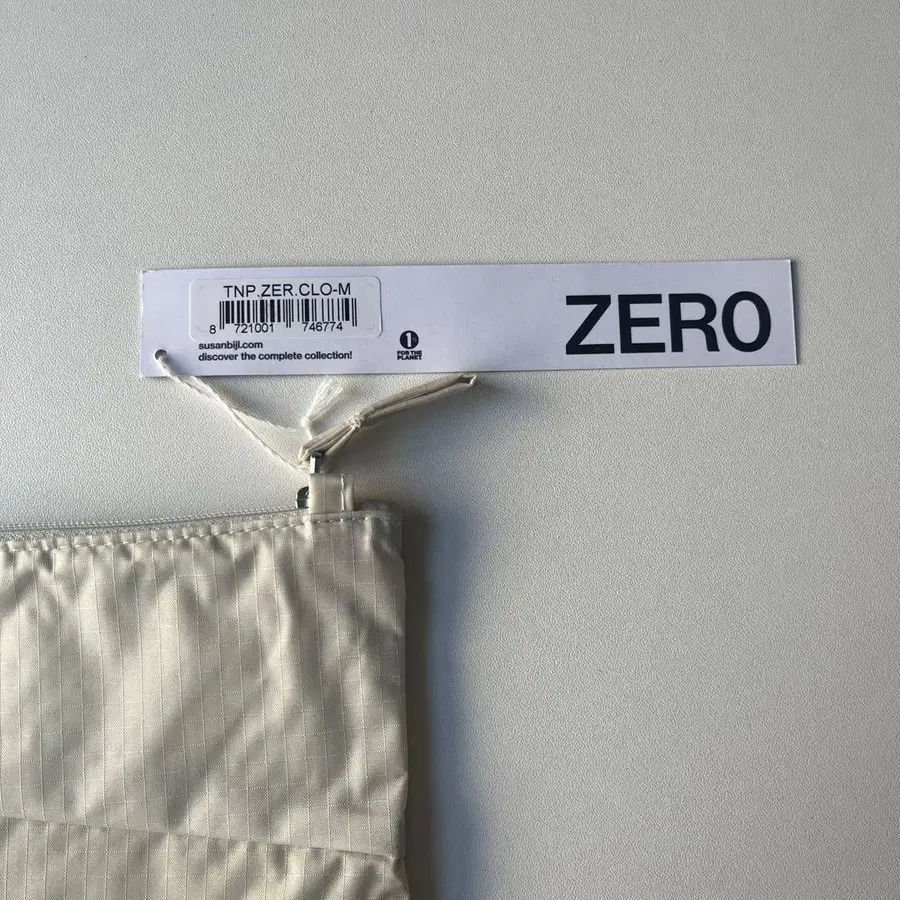 TNP.ZER.CLO-M
8 721001 746774
susanbijl.com
discover the complete collection!
1
FOR THE
PLANET
ZERO